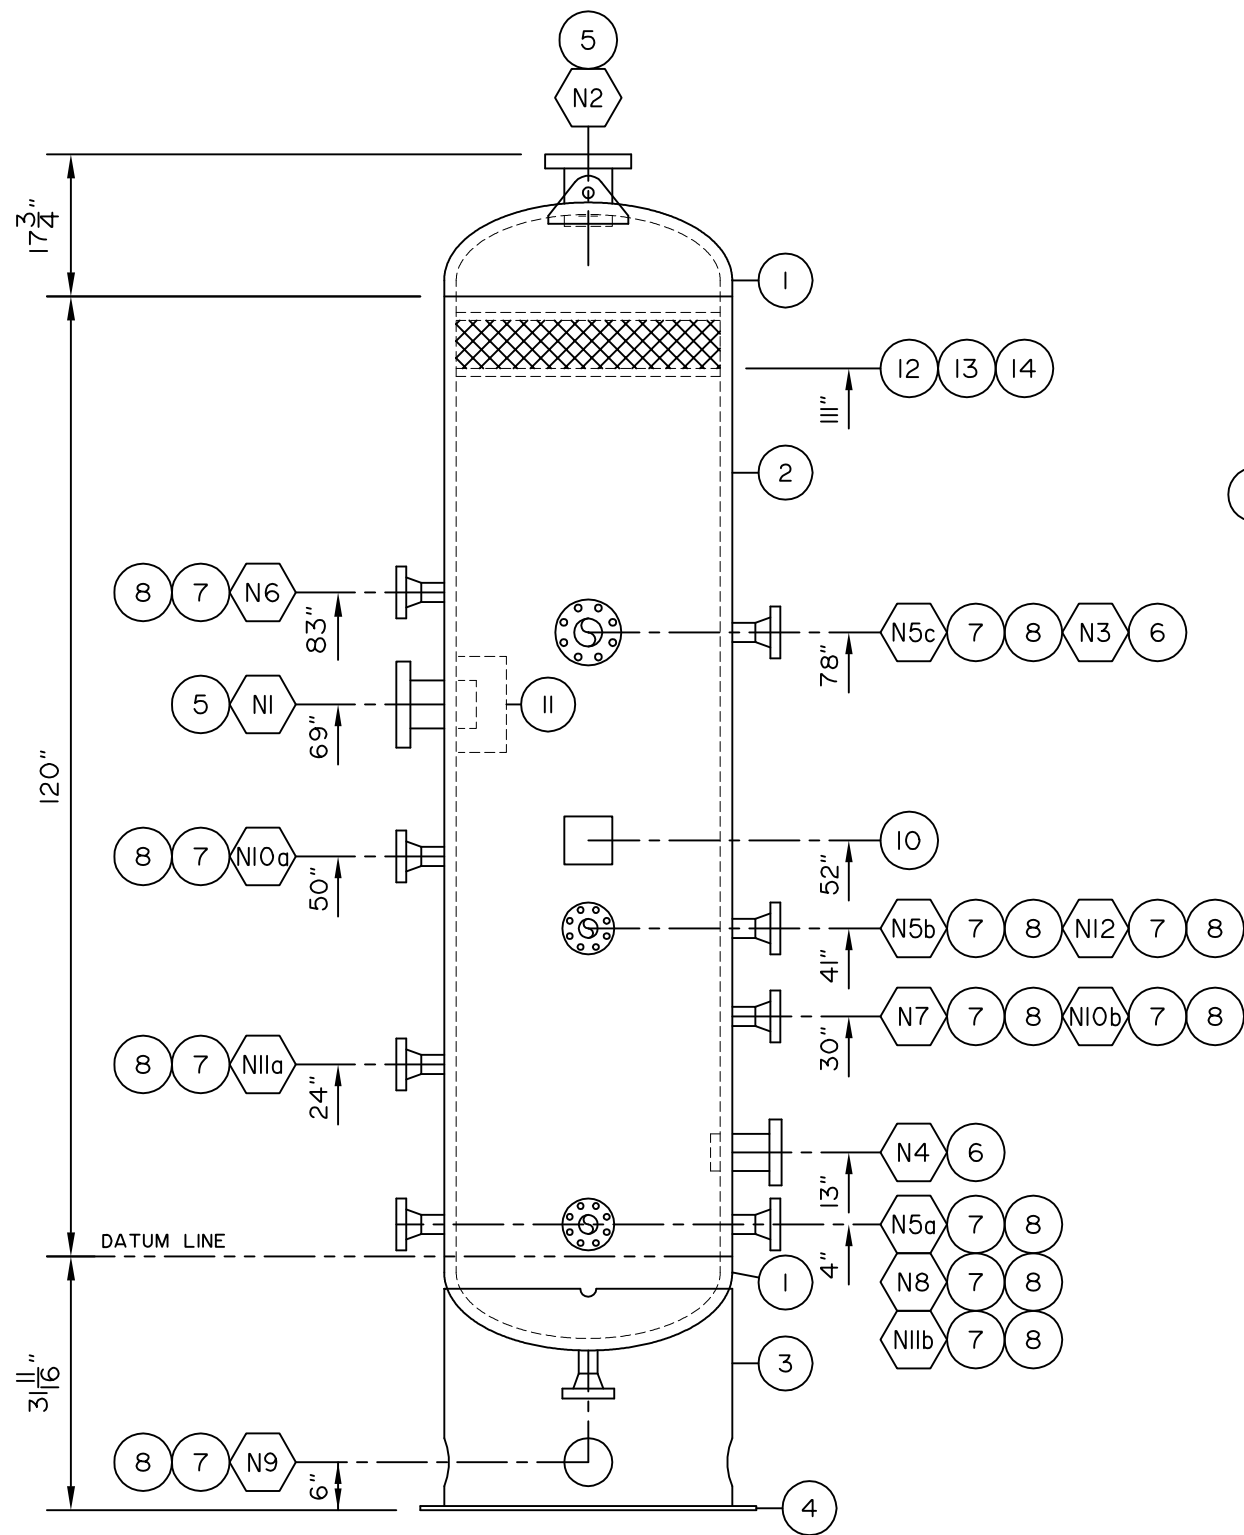 5
N2
17 3/4"
1
12 13 14
111"
2
8 7 N6
83"
N5c 7 8 N3 6
78"
5 N1
69"
11
120"
8 7 N10a
50"
10
52"
N5b 7 8 N12 7 8
41"
N7 7 8 N10b 7 8
30"
8 7 N11a
24"
N4 6
13"
N5a 7 8
4"
DATUM LINE
1
N8 7 8
N11b 7 8
3
31 11/16"
8 7 N9
6"
4